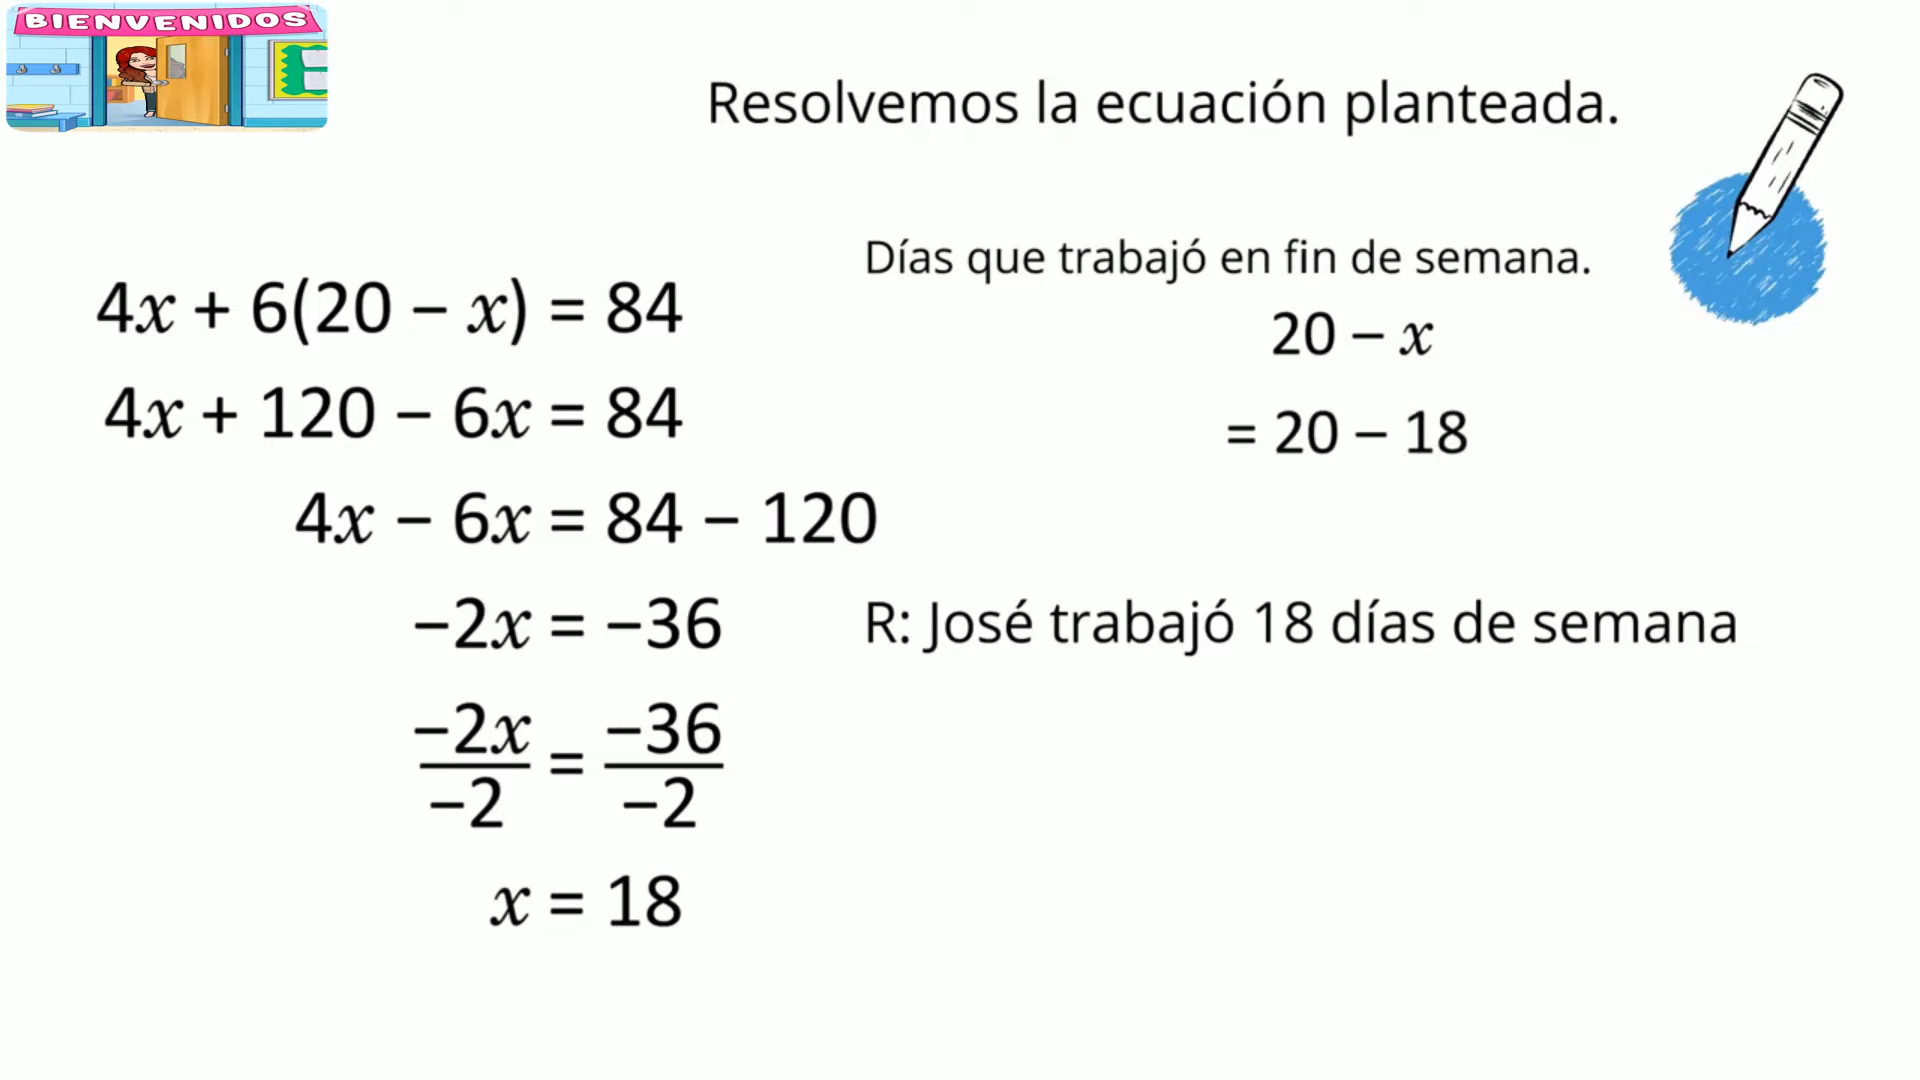 BIENVENIDOS
Resolvemos la ecuación planteada.
4x + 6(20 − x) = 84
4x + 120 − 6x = 84
4x − 6x = 84 − 120
−2x = −36
−2x/−2 = −36/−2
x = 18
Días que trabajó en fin de semana.
20 − x
= 20 − 18
R: José trabajó 18 días de semana